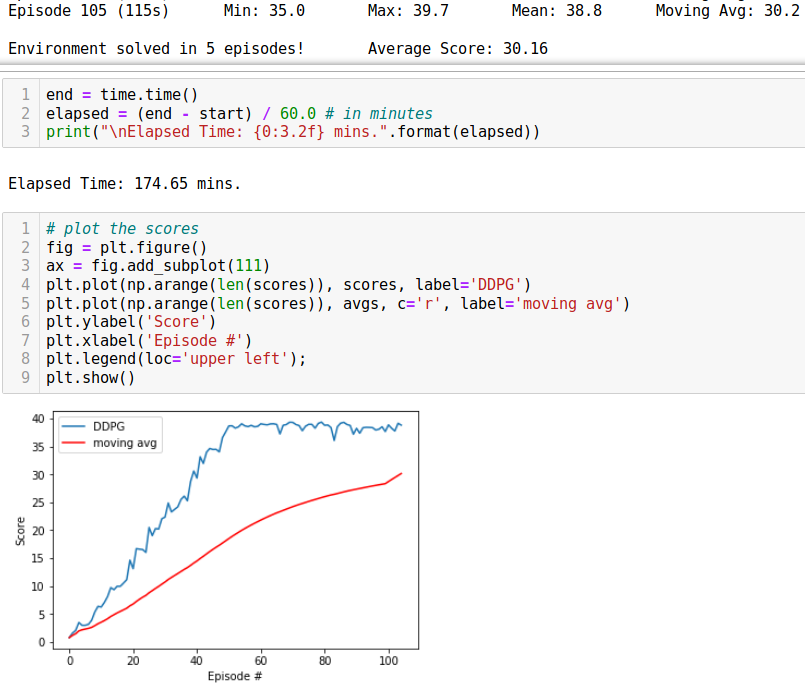 Episode 105 (115s) Min: 35.0 Max: 39.7 Mean: 38.8 Moving Avg: 30.2
Environment solved in 5 episodes! Average Score: 30.16
1 end = time.time()
2 elapsed = (end - start) / 60.0 # in minutes
3 print("\nElapsed Time: {0:3.2f} mins.".format(elapsed))
Elapsed Time: 174.65 mins.
1 # plot the scores
2 fig = plt.figure()
3 ax = fig.add_subplot(111)
4 plt.plot(np.arange(len(scores)), scores, label='DDPG')
5 plt.plot(np.arange(len(scores)), avgs, c='r', label='moving avg')
6 plt.ylabel('Score')
7 plt.xlabel('Episode #')
8 plt.legend(loc='upper left');
9 plt.show()
DDPG
moving avg
Score
40
35
30
25
20
15
10
5
0
0 20 40 60 80 100
Episode #